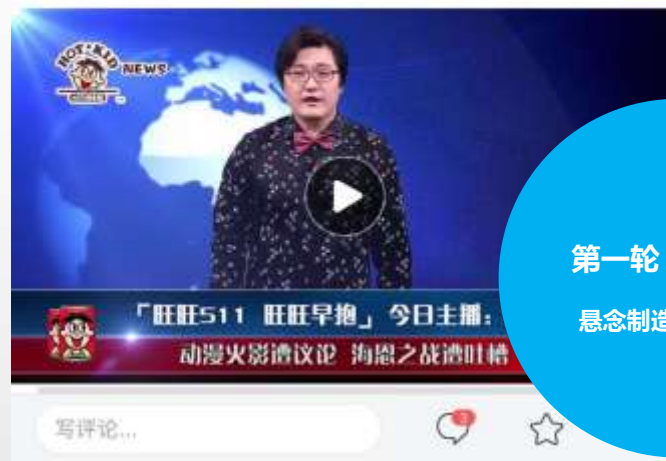 HOT·KID
NEWS
「旺旺511 旺旺早抱」今日主播：
动漫火影遭议论 海恩之战遭吐槽
第一轮
悬念制造
写评论...
3